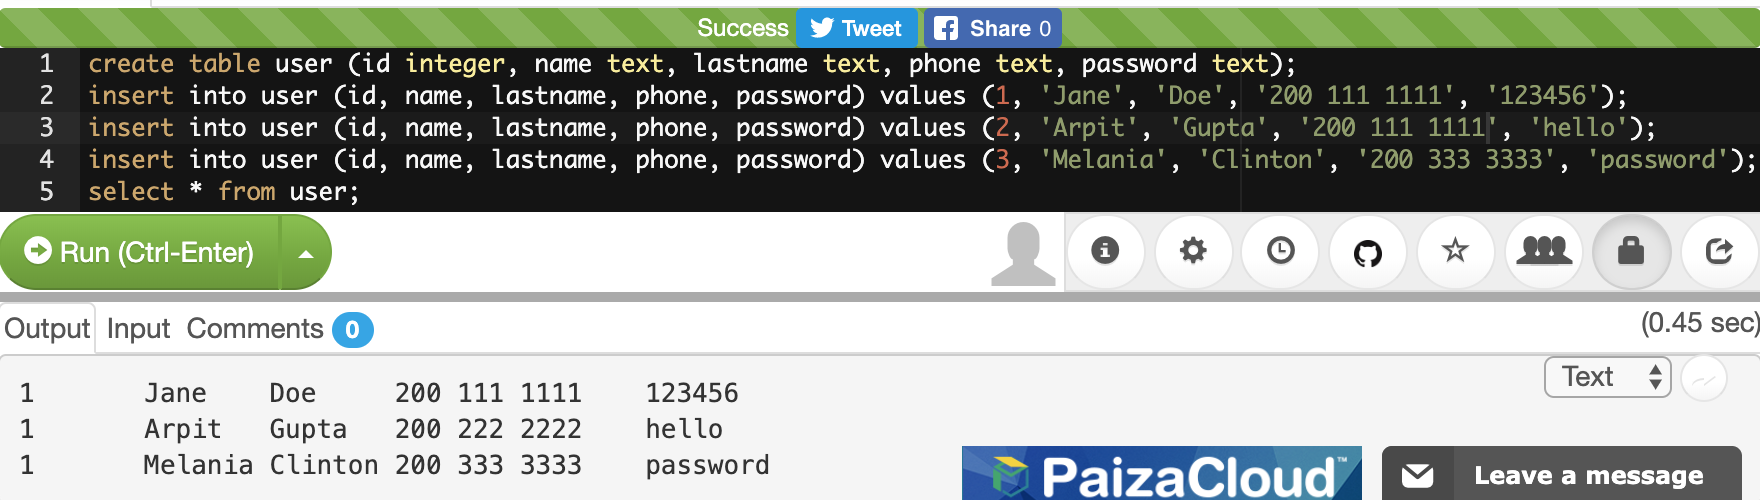 Success Tweet Share 0
1 create table user (id integer, name text, lastname text, phone text, password text);
2 insert into user (id, name, lastname, phone, password) values (1, 'Jane', 'Doe', '200 111 1111', '123456');
3 insert into user (id, name, lastname, phone, password) values (2, 'Arpit', 'Gupta', '200 111 1111', 'hello');
4 insert into user (id, name, lastname, phone, password) values (3, 'Melania', 'Clinton', '200 333 3333', 'password');
5 select * from user;
Run (Ctrl-Enter)
Output Input Comments 0 (0.45 sec)
Text
1 Jane Doe 200 111 1111 123456
1 Arpit Gupta 200 222 2222 hello
1 Melania Clinton 200 333 3333 password
PaizaCloud™ Leave a message